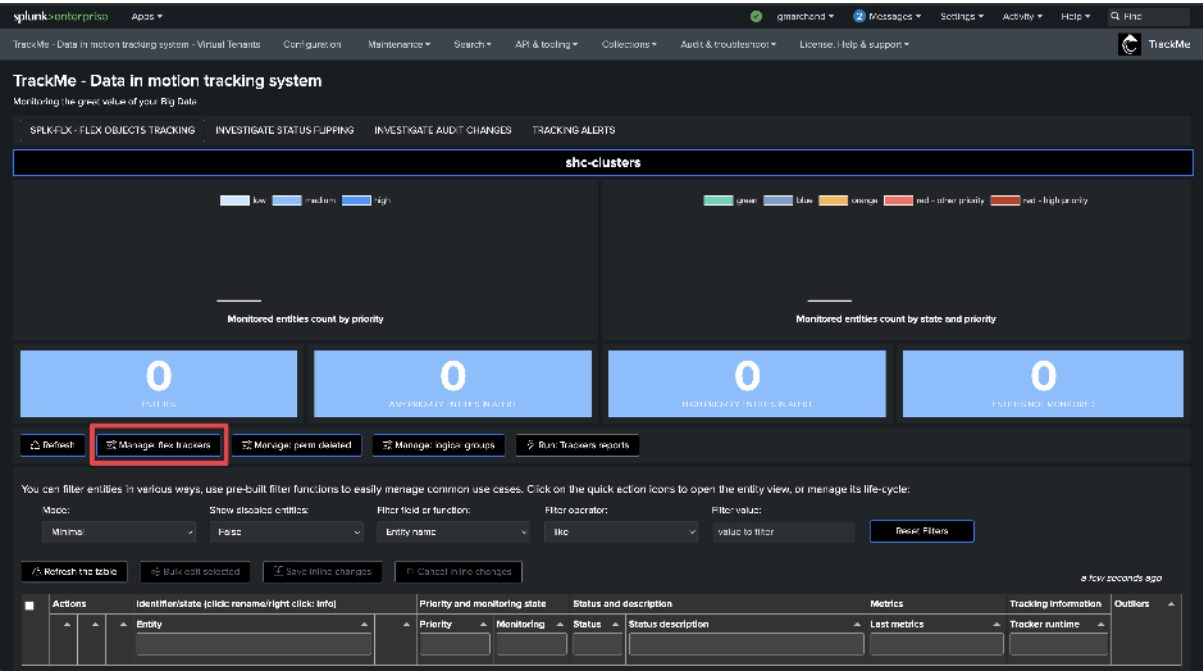 splunk>enterprise Apps ▾ gmarchand ▾ 2 Messages ▾ Settings ▾ Activity ▾ Help ▾ Find
TrackMe - Data in motion tracking system - Virtual Tenants Configuration Maintenance ▾ Search ▾ API & tooling ▾ Collections ▾ Audit & troubleshoot ▾ License, Help & support ▾ TrackMe
TrackMe - Data in motion tracking system
Monitoring the great value of your Big Data
SPLK-FLX - FLEX OBJECTS TRACKING INVESTIGATE STATUS FLIPPING INVESTIGATE AUDIT CHANGES TRACKING ALERTS
shc-clusters
low medium high green blue orange red - other priority red - high priority
Monitored entities count by priority Monitored entities count by state and priority
0 0 0 0
ENTITIES ANY PRIORITY ENTITIES IN ALERT HIGH PRIORITY ENTITIES IN ALERT ENTITIES NOT MONITORED
Refresh Manage: flex trackers Manage: perm deleted Manage: logical groups Run: Trackers reports
You can filter entities in various ways, use pre-built filter functions to easily manage common use cases. Click on the quick action icons to open the entity view, or manage its life-cycle:
Mode: Show disabled entities: Filter field or function: Filter operator: Filter value:
Minimal False Entity name like value to filter Reset Filters
Refresh the table Bulk edit selected Save inline changes Cancel inline changes
a few seconds ago
Actions Identifier/state (click: rename/right click: info) Priority and monitoring state Status and description Metrics Tracking information Outliers
Entity Priority Monitoring Status Status description Last metrics Tracker runtime